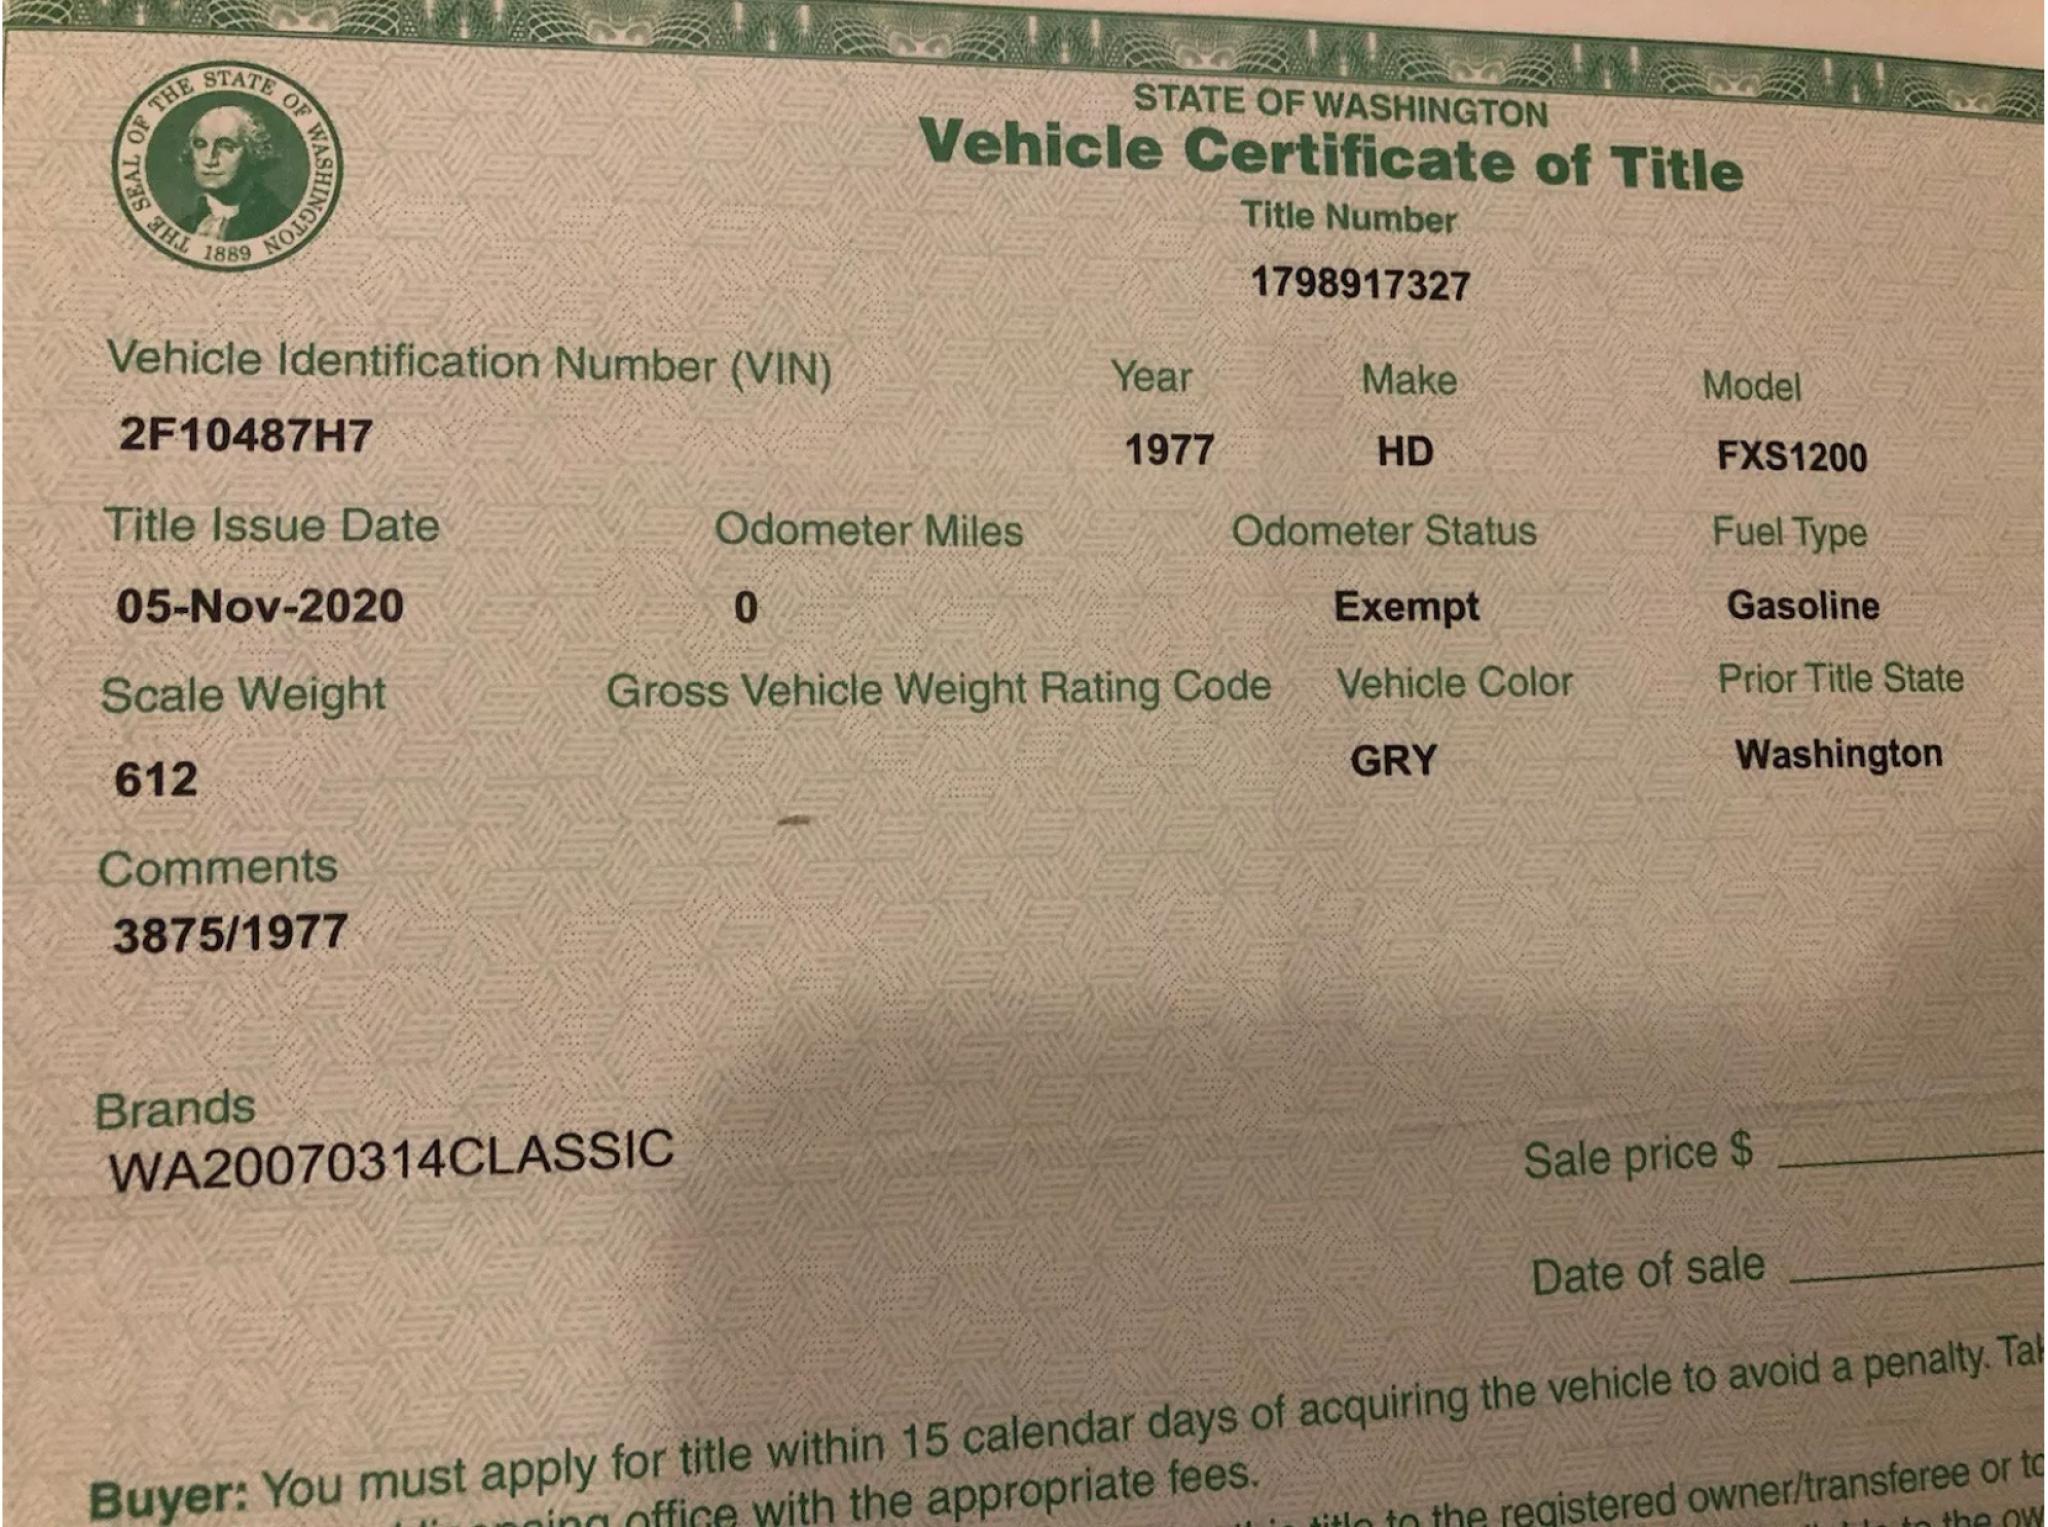 THE SEAL OF THE STATE OF WASHINGTON
1889
STATE OF WASHINGTON
Vehicle Certificate of Title
Title Number
1798917327
Vehicle Identification Number (VIN) Year Make Model
2F10487H7 1977 HD FXS1200
Title Issue Date Odometer Miles Odometer Status Fuel Type
05-Nov-2020 0 Exempt Gasoline
Scale Weight Gross Vehicle Weight Rating Code Vehicle Color Prior Title State
612 GRY Washington
Comments
3875/1977
Brands
WA20070314CLASSIC
Sale price $
Date of sale
Buyer: You must apply for title within 15 calendar days of acquiring the vehicle to avoid a penalty.
office with the appropriate fees.
title to the registered owner/transferee or to
to the